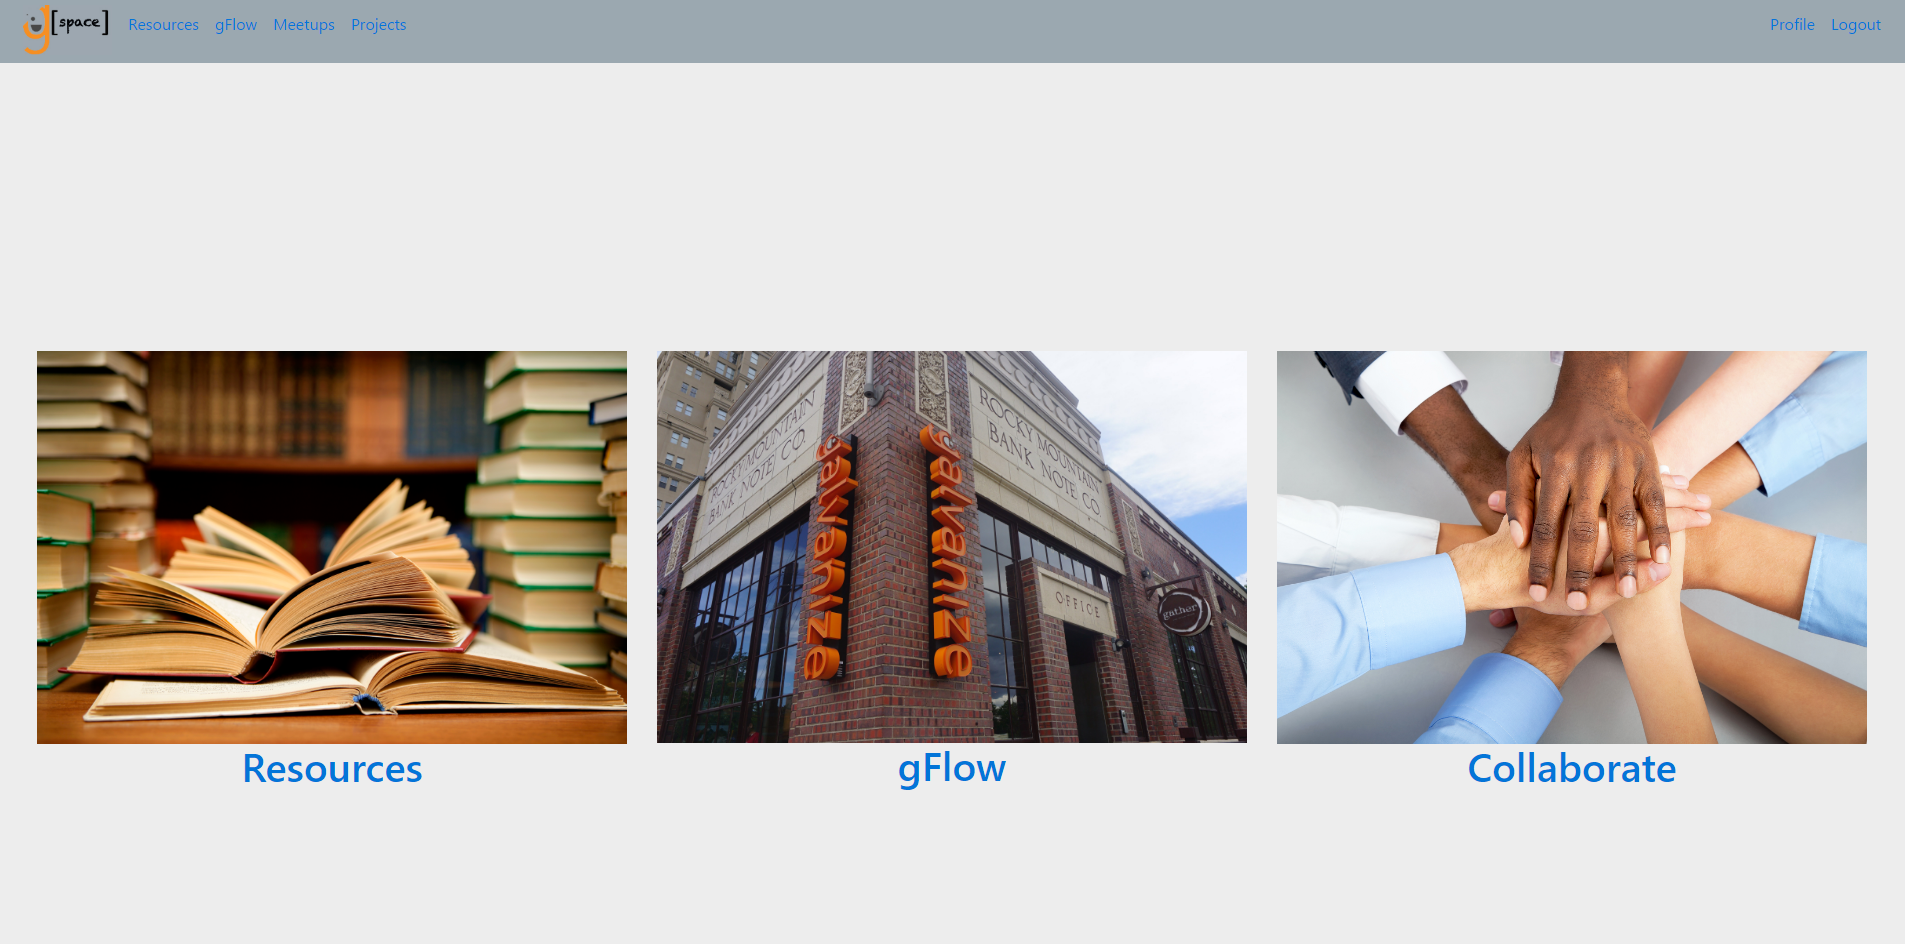 g[space] Resources gFlow Meetups Projects Profile Logout
ROCKY MOUNTAIN
BANK NOTE CO.
ROCKY MOUNTAIN
BANK NOTE CO.
galvanize
galvanize
OFFICE
gather
Resources
gFlow
Collaborate